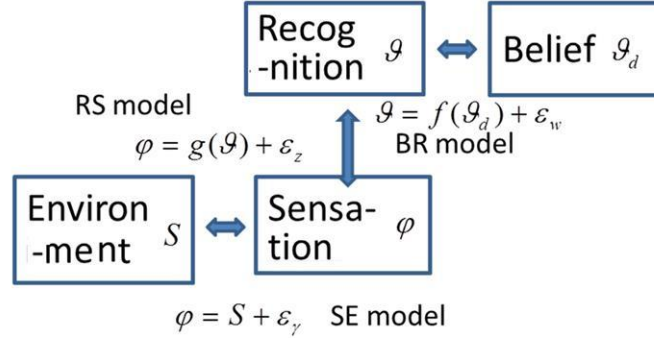 Recog
-nition ϑ
Belief ϑ_d
RS model
φ = g(ϑ) + ε_z
ϑ = f(ϑ_d) + ε_w
BR model
Environ
-ment S
Sensa-
tion φ
φ = S + ε_γ SE model